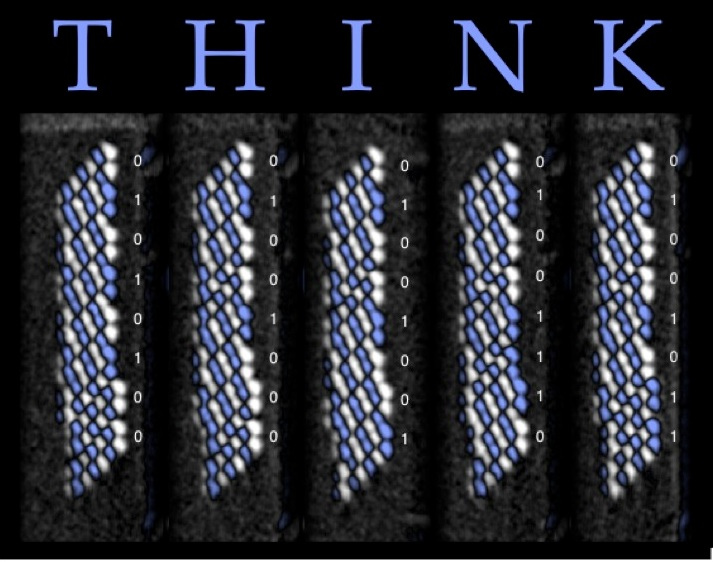 T H I N K
0 0 0 0 0
1 1 1 1 1
0 0 0 0 0
1 0 0 0 0
0 1 1 1 1
1 0 0 1 0
0 0 0 1 1
0 0 1 0 1